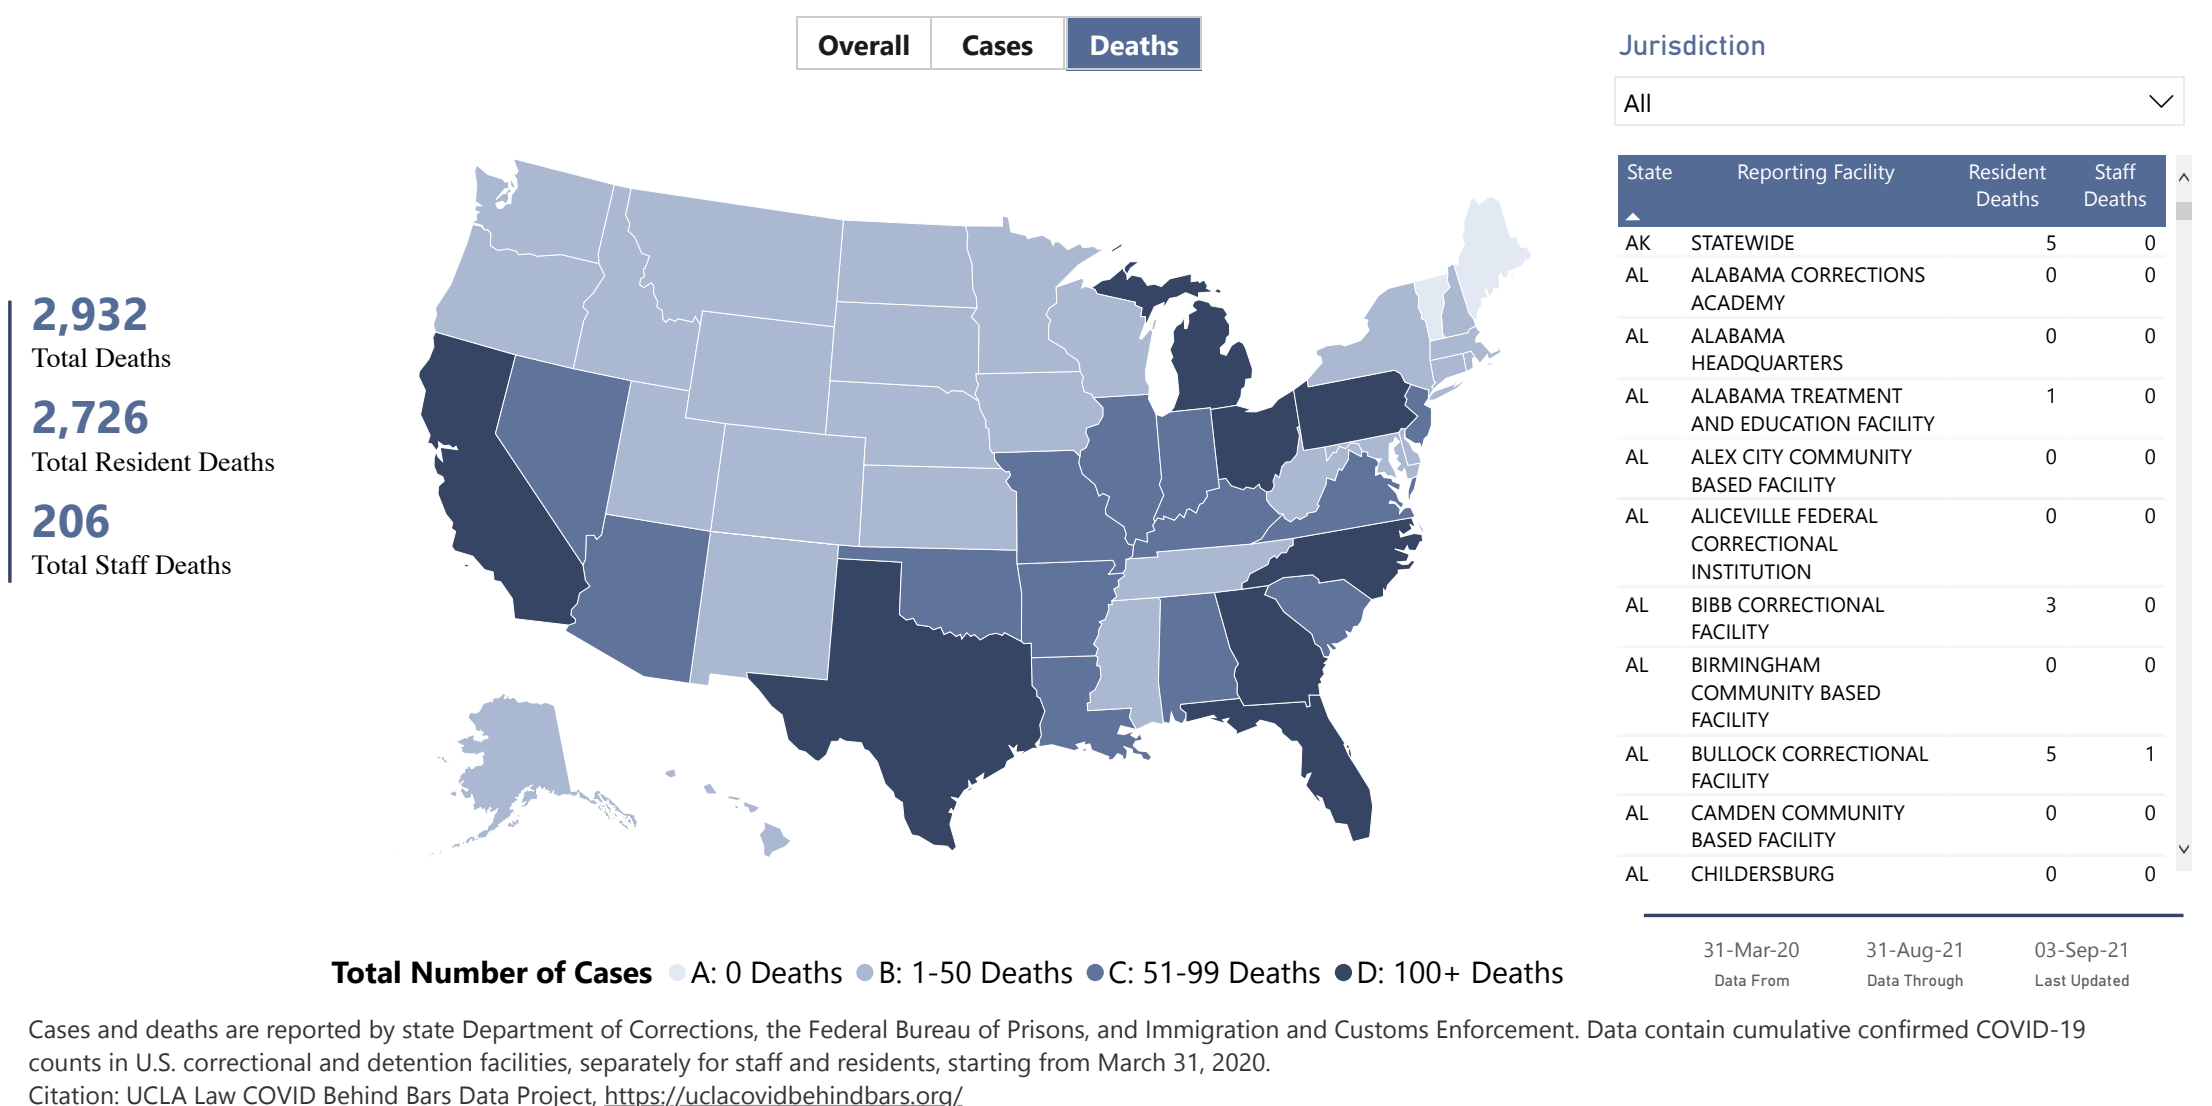 Overall Cases Deaths
Jurisdiction
All
2,932
Total Deaths
2,726
Total Resident Deaths
206
Total Staff Deaths
State Reporting Facility Resident Deaths Staff Deaths
AK STATEWIDE 5 0
AL ALABAMA CORRECTIONS 0 0
ACADEMY
AL ALABAMA 0 0
HEADQUARTERS
AL ALABAMA TREATMENT 1 0
AND EDUCATION FACILITY
AL ALEX CITY COMMUNITY 0 0
BASED FACILITY
AL ALICEVILLE FEDERAL 0 0
CORRECTIONAL
INSTITUTION
AL BIBB CORRECTIONAL 3 0
FACILITY
AL BIRMINGHAM 0 0
COMMUNITY BASED
FACILITY
AL BULLOCK CORRECTIONAL 5 1
FACILITY
AL CAMDEN COMMUNITY 0 0
BASED FACILITY
AL CHILDERSBURG 0 0
31-Mar-20 31-Aug-21 03-Sep-21
Data From Data Through Last Updated
Total Number of Cases A: 0 Deaths B: 1-50 Deaths C: 51-99 Deaths D: 100+ Deaths
Cases and deaths are reported by state Department of Corrections, the Federal Bureau of Prisons, and Immigration and Customs Enforcement. Data contain cumulative confirmed COVID-19
counts in U.S. correctional and detention facilities, separately for staff and residents, starting from March 31, 2020.
Citation: UCLA Law COVID Behind Bars Data Project, https://uclacovidbehindbars.org/